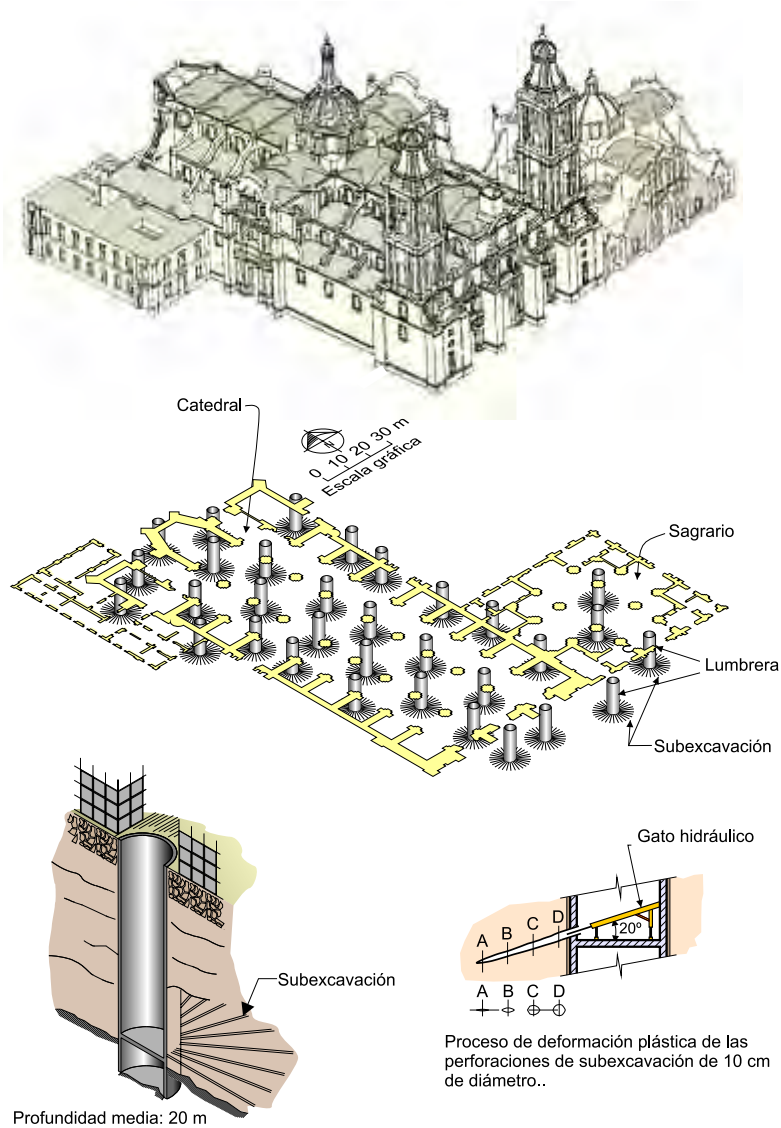 Catedral
N
0 10 20 30 m
Escala gráfica
Sagrario
Lumbrera
Subexcavación
Gato hidráulico
20º
A B C D
A B C D
Subexcavación
Proceso de deformación plástica de las
perforaciones de subexcavación de 10 cm
de diámetro..
Profundidad media: 20 m